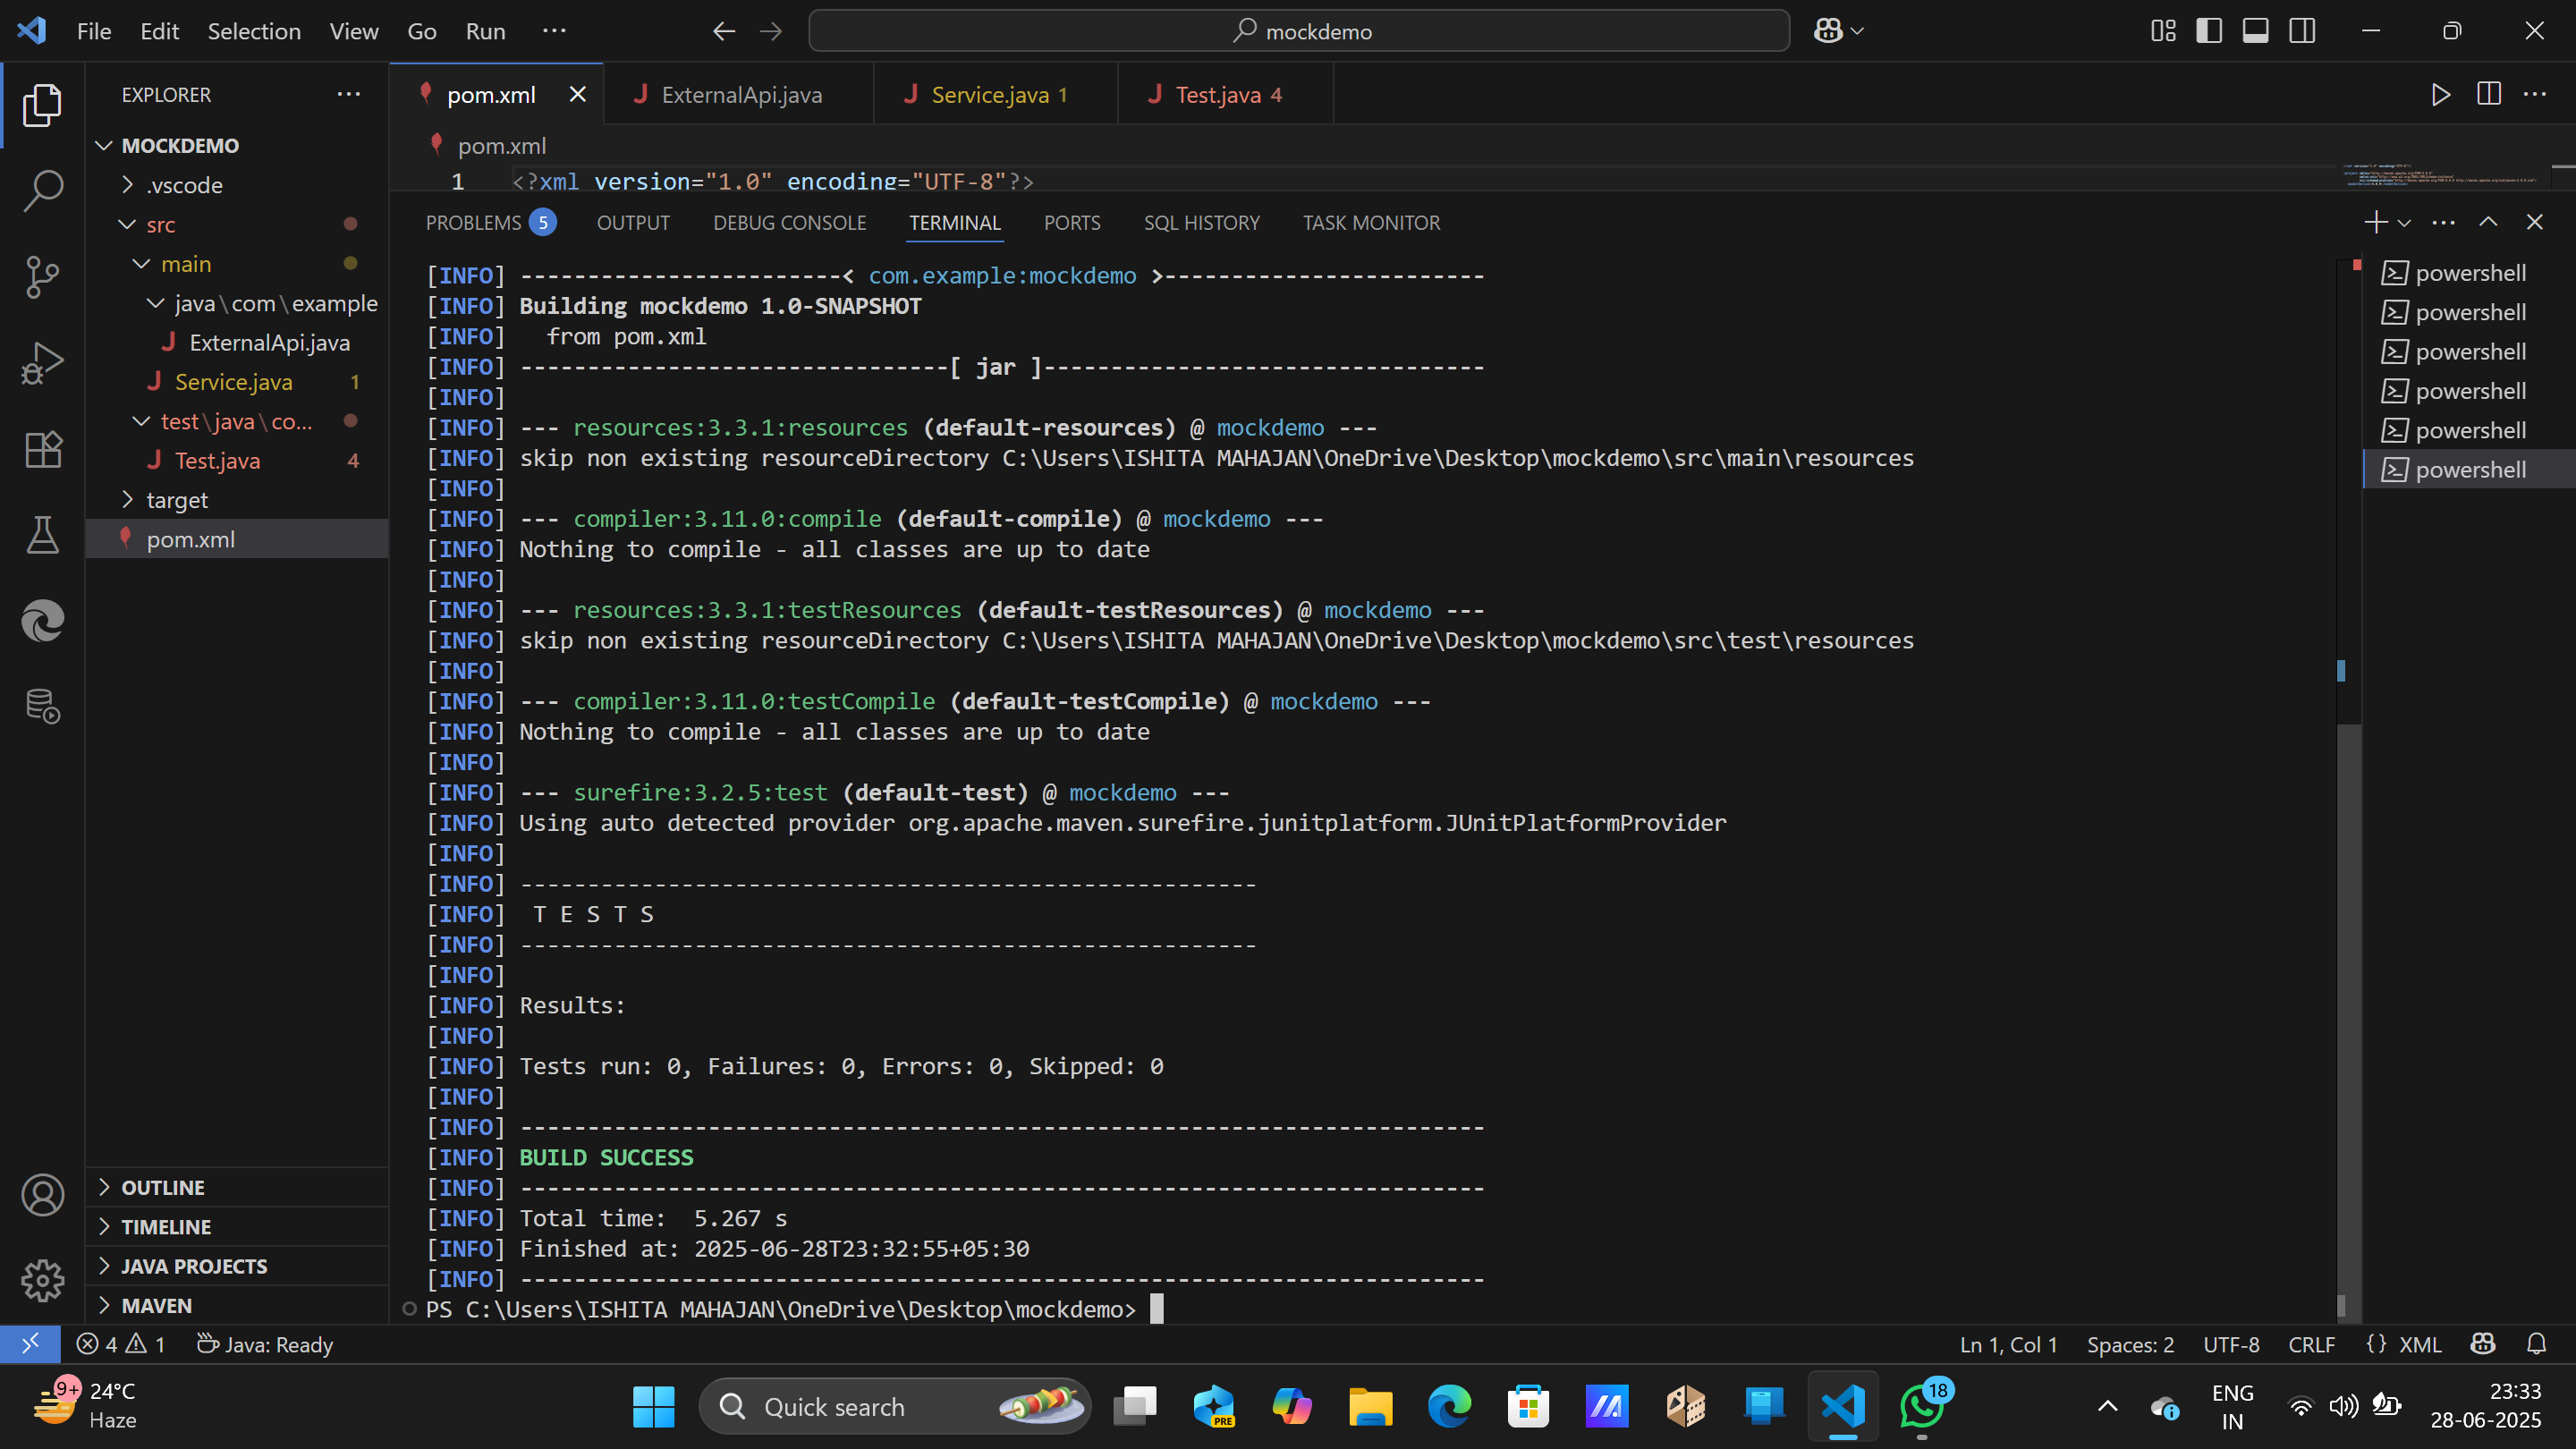 File Edit Selection View Go Run ··· mockdemo
EXPLORER ···
MOCKDEMO
.vscode
src
main
java\com\example
ExternalApi.java
Service.java 1
test\java\co...
Test.java 4
target
pom.xml
OUTLINE
TIMELINE
JAVA PROJECTS
MAVEN
pom.xml ExternalApi.java Service.java 1 Test.java 4
pom.xml
1 <?xml version="1.0" encoding="UTF-8"?>
PROBLEMS 5 OUTPUT DEBUG CONSOLE TERMINAL PORTS SQL HISTORY TASK MONITOR
[INFO] ------------------------< com.example:mockdemo >------------------------
[INFO] Building mockdemo 1.0-SNAPSHOT
[INFO]   from pom.xml
[INFO] --------------------------------[ jar ]---------------------------------
[INFO]
[INFO] --- resources:3.3.1:resources (default-resources) @ mockdemo ---
[INFO] skip non existing resourceDirectory C:\Users\ISHITA MAHAJAN\OneDrive\Desktop\mockdemo\src\main\resources
[INFO]
[INFO] --- compiler:3.11.0:compile (default-compile) @ mockdemo ---
[INFO] Nothing to compile - all classes are up to date
[INFO]
[INFO] --- resources:3.3.1:testResources (default-testResources) @ mockdemo ---
[INFO] skip non existing resourceDirectory C:\Users\ISHITA MAHAJAN\OneDrive\Desktop\mockdemo\src\test\resources
[INFO]
[INFO] --- compiler:3.11.0:testCompile (default-testCompile) @ mockdemo ---
[INFO] Nothing to compile - all classes are up to date
[INFO]
[INFO] --- surefire:3.2.5:test (default-test) @ mockdemo ---
[INFO] Using auto detected provider org.apache.maven.surefire.junitplatform.JUnitPlatformProvider
[INFO]
[INFO] -------------------------------------------------------
[INFO]  T E S T S
[INFO] -------------------------------------------------------
[INFO]
[INFO] Results:
[INFO]
[INFO] Tests run: 0, Failures: 0, Errors: 0, Skipped: 0
[INFO]
[INFO] ------------------------------------------------------------------------
[INFO] BUILD SUCCESS
[INFO] ------------------------------------------------------------------------
[INFO] Total time:  5.267 s
[INFO] Finished at: 2025-06-28T23:32:55+05:30
[INFO] ------------------------------------------------------------------------
PS C:\Users\ISHITA MAHAJAN\OneDrive\Desktop\mockdemo>
powershell
powershell
powershell
powershell
powershell
powershell
4 1 Java: Ready Ln 1, Col 1 Spaces: 2 UTF-8 CRLF {} XML
9+ 24°C
Haze
Quick search
PRE
18
ENG
IN
23:33
28-06-2025